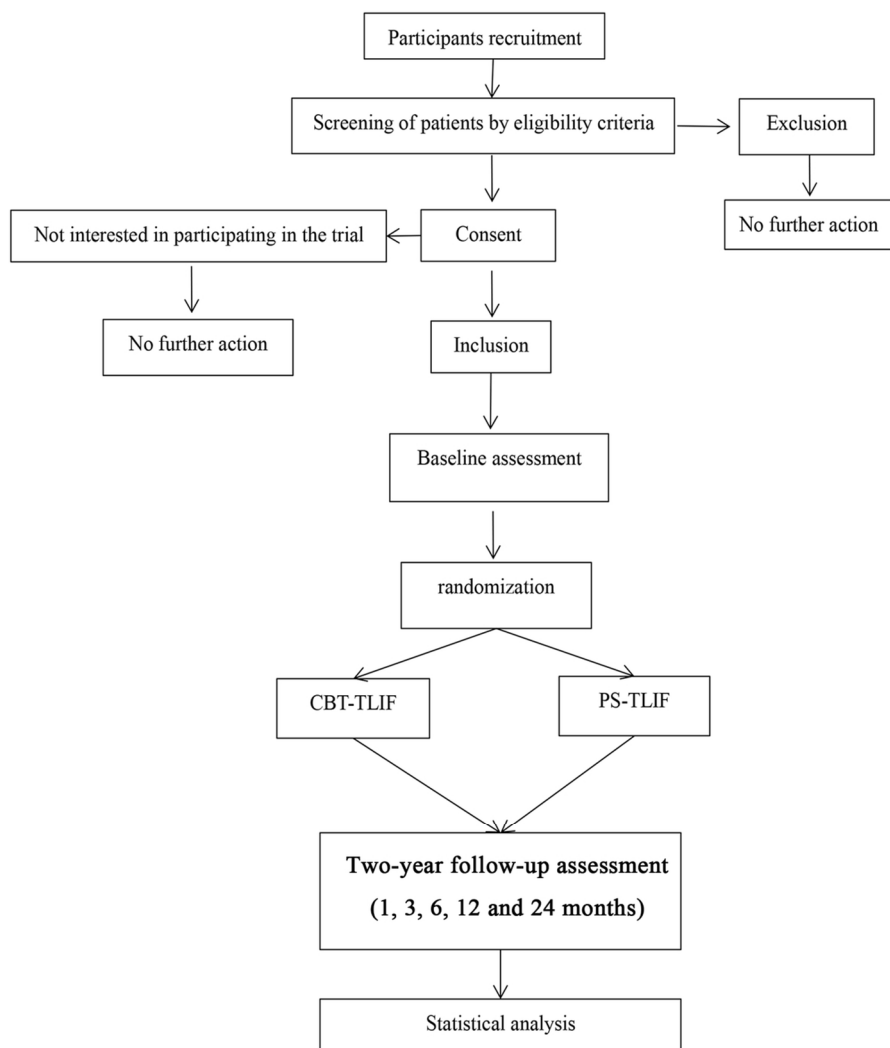 Participants recruitment
Screening of patients by eligibility criteria
Exclusion
No further action
Not interested in participating in the trial
Consent
No further action
Inclusion
Baseline assessment
randomization
CBT-TLIF
PS-TLIF
Two-year follow-up assessment
(1, 3, 6, 12 and 24 months)
Statistical analysis